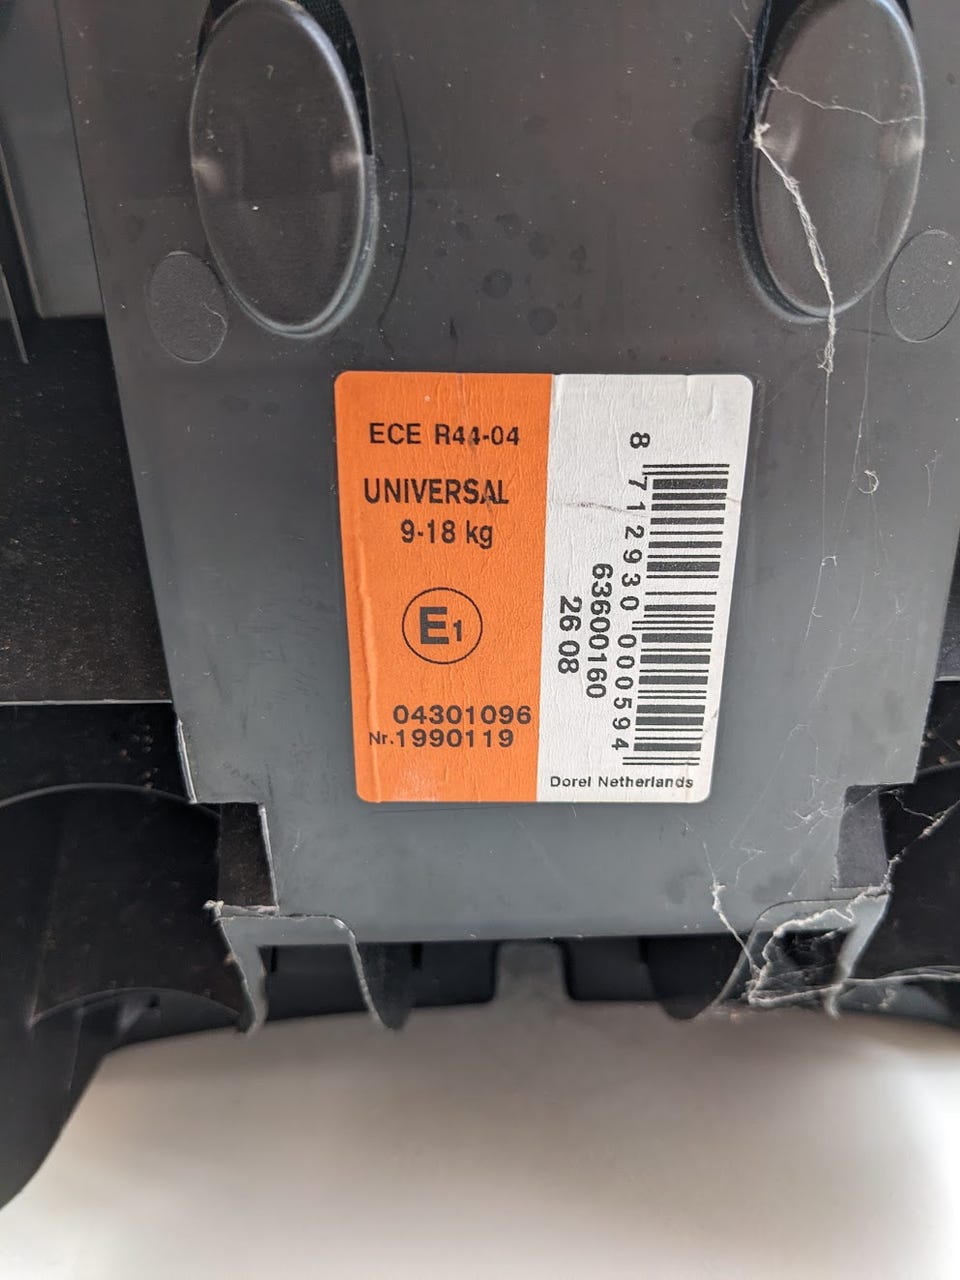 ECE R44-04
UNIVERSAL
9-18 kg
E1
04301096
Nr.1990119
8 712930 000594
63600160
26 08
Dorel Netherlands